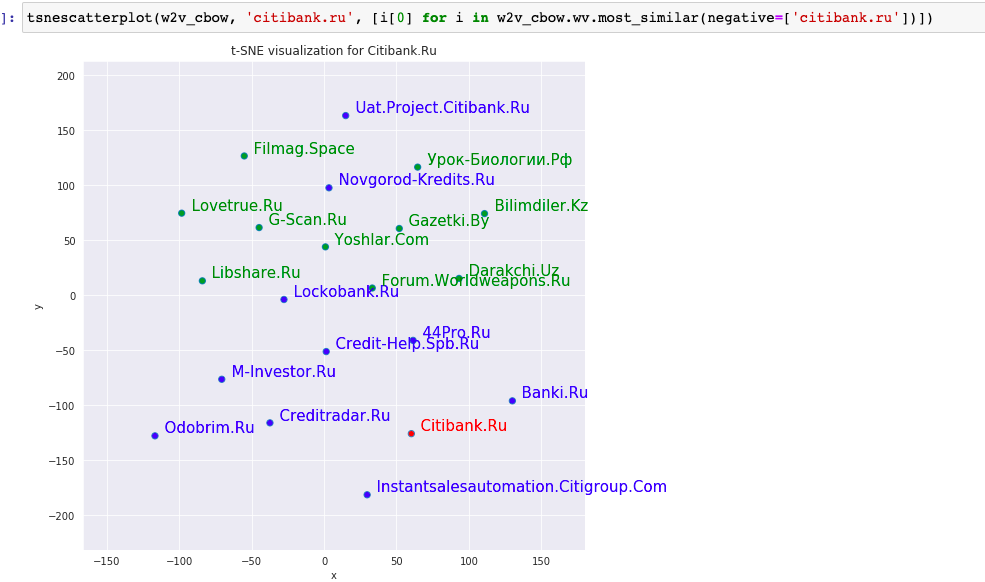 ]: tsnescatterplot(w2v_cbow, 'citibank.ru', [i[0] for i in w2v_cbow.wv.most_similar(negative=['citibank.ru'])])
t-SNE visualization for Citibank.Ru
200
Uat.Project.Citibank.Ru
150
Filmag.Space
Урок-Биологии.Рф
Novgorod-Kredits.Ru
100
Lovetrue.Ru
Bilimdiler.Kz
G-Scan.Ru
Gazetki.By
50
Yoshlar.Com
Libshare.Ru
Darakchi.Uz
Forum.Worldweapons.Ru
0
Lockobank.Ru
y
44Pro.Ru
Credit-Help.Spb.Ru
−50
M-Investor.Ru
Banki.Ru
−100
Creditradar.Ru
Odobrim.Ru
Citibank.Ru
−150
Instantsalesautomation.Citigroup.Com
−200
−150 −100 −50 0 50 100 150
x